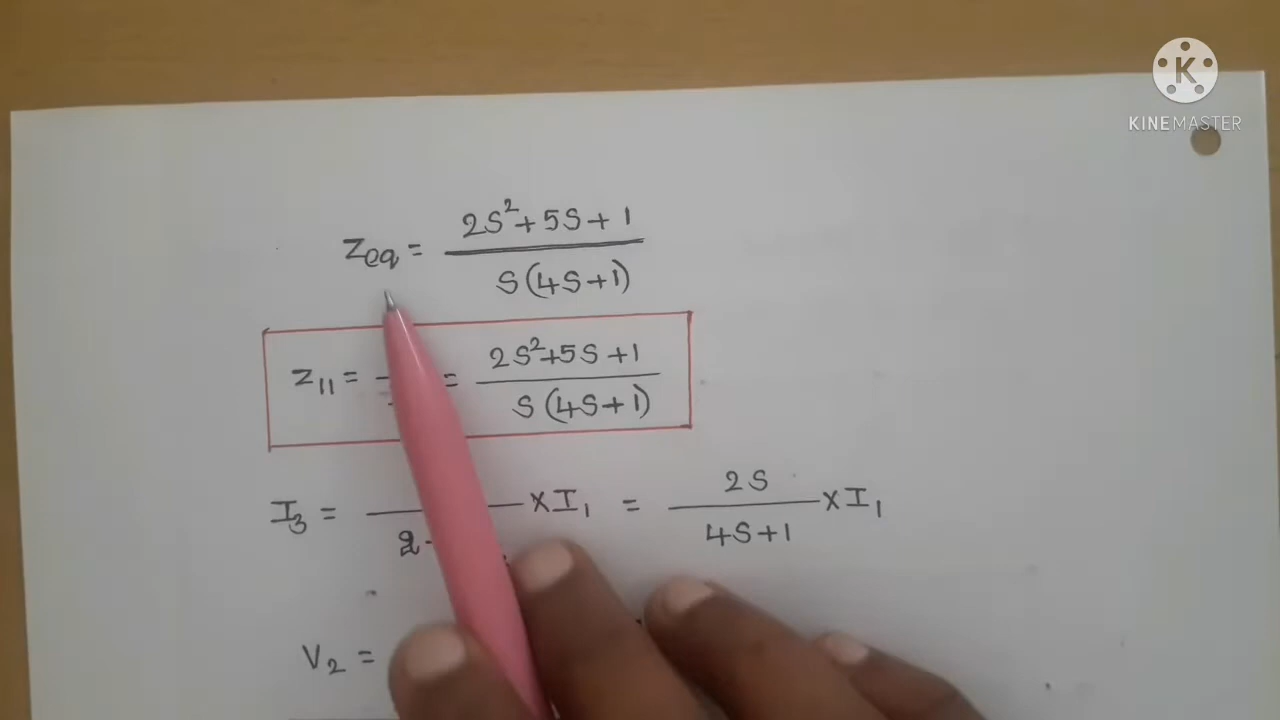 K
KINEMASTER
Zeq = 2S²+5S+1 / S(4S+1)
Z11 = = 2S²+5S+1 / S(4S+1)
I3 = × I1 = 2S / 4S+1 × I1
V2 =